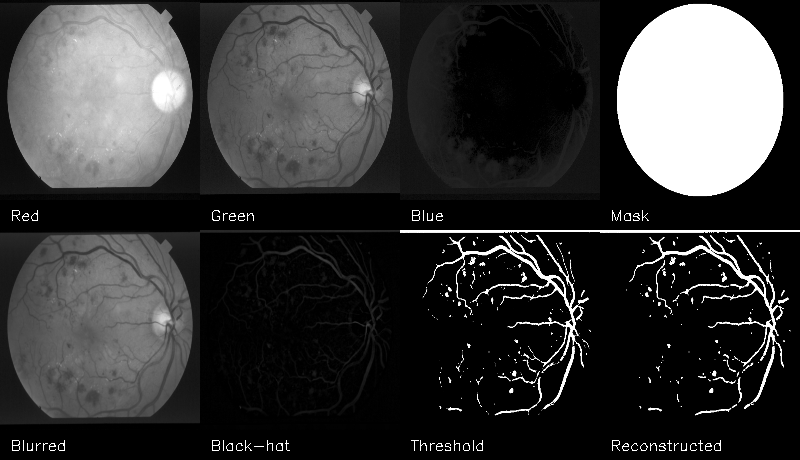 Red
Green
Blue
Mask
Blurred
Black-hat
Threshold
Reconstructed